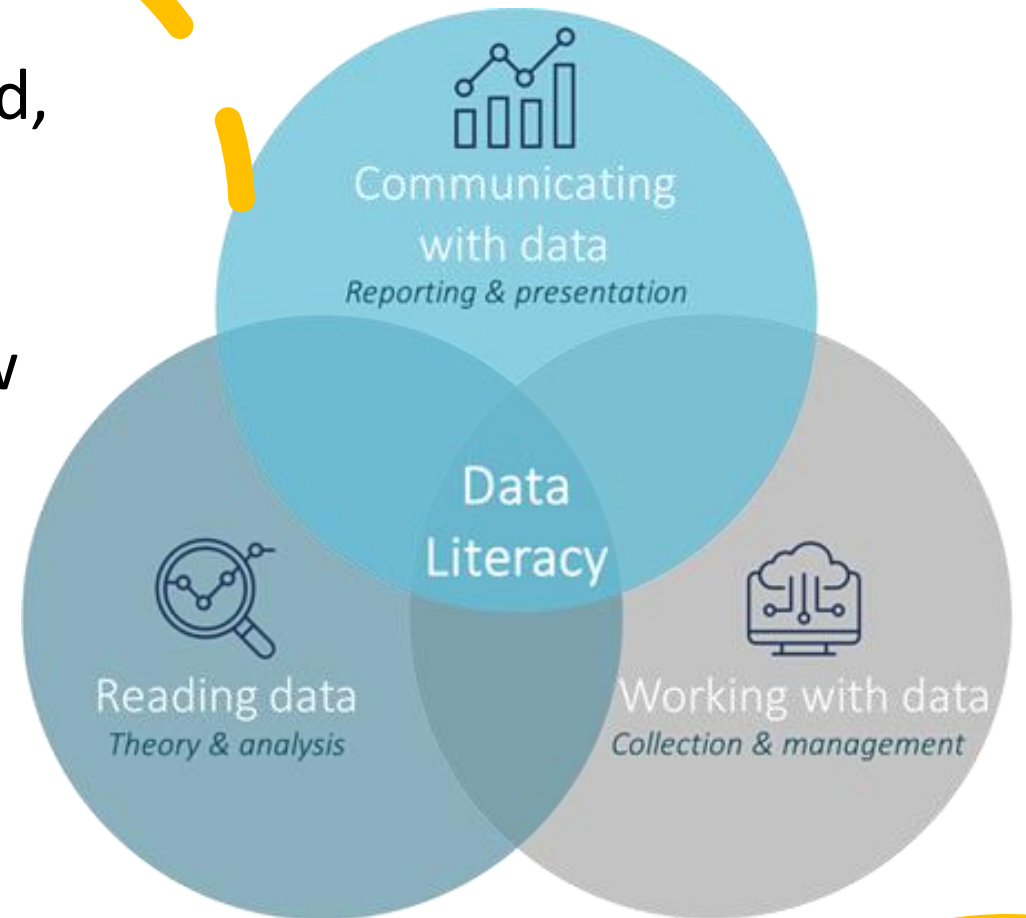 d,
w
Communicating
with data
Reporting & presentation
Data
Literacy
Reading data
Theory & analysis
Working with data
Collection & management